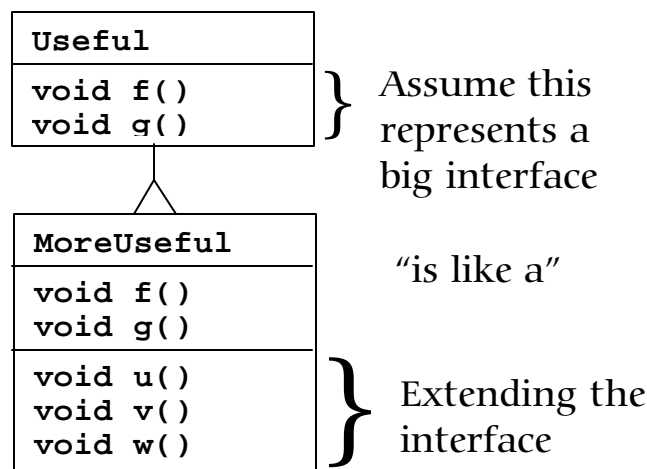 Useful
void f()
void g()
Assume this
represents a
big interface
MoreUseful
void f()
void g()
“is like a”
void u()
void v()
void w()
Extending the
interface